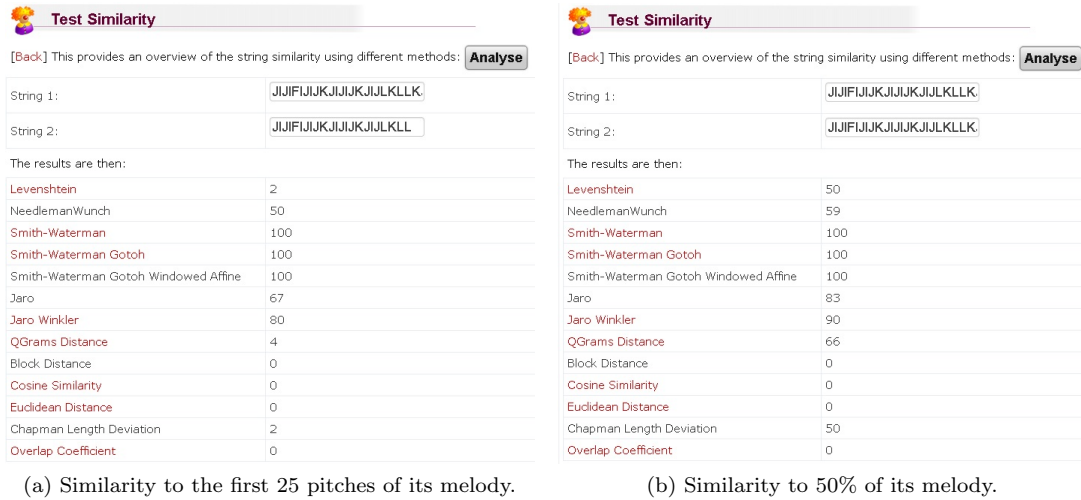 Test Similarity
[Back] This provides an overview of the string similarity using different methods: Analyse
String 1: JIJIFIJIJKJIJIJKJIJLKLLK.
String 2: JIJIFIJIJKJIJIJKJIJLKLL
The results are then:
Levenshtein 2
NeedlemanWunch 50
Smith-Waterman 100
Smith-Waterman Gotoh 100
Smith-Waterman Gotoh Windowed Affine 100
Jaro 67
Jaro Winkler 80
QGrams Distance 4
Block Distance 0
Cosine Similarity 0
Euclidean Distance 0
Chapman Length Deviation 2
Overlap Coefficient 0
(a) Similarity to the first 25 pitches of its melody.
Test Similarity
[Back] This provides an overview of the string similarity using different methods: Analyse
String 1: JIJIFIJIJKJIJIJKJIJLKLLK.
String 2: JIJIFIJIJKJIJIJKJIJLKLLK.
The results are then:
Levenshtein 50
NeedlemanWunch 59
Smith-Waterman 100
Smith-Waterman Gotoh 100
Smith-Waterman Gotoh Windowed Affine 100
Jaro 83
Jaro Winkler 90
QGrams Distance 66
Block Distance 0
Cosine Similarity 0
Euclidean Distance 0
Chapman Length Deviation 50
Overlap Coefficient 0
(b) Similarity to 50% of its melody.